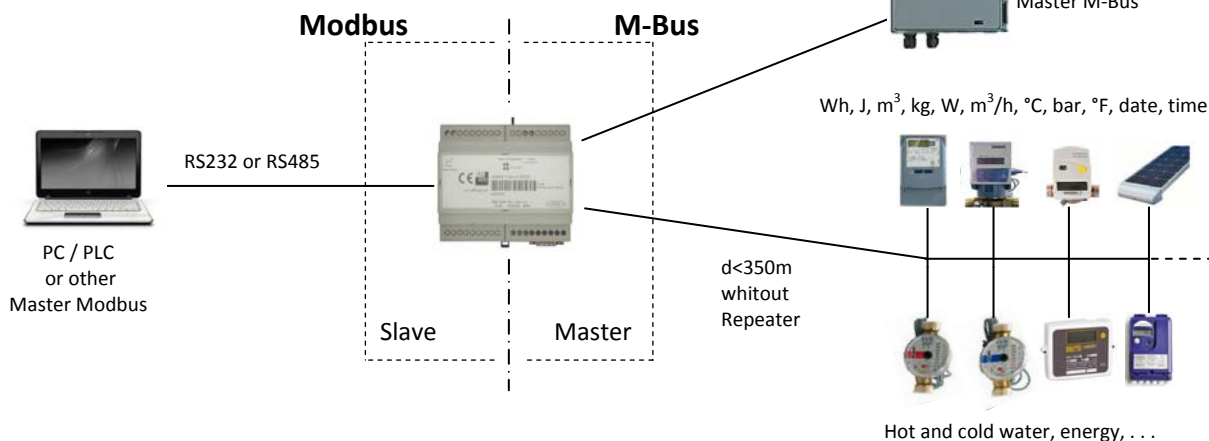 Modbus
M-Bus
Master M-Bus
Wh, J, m³, kg, W, m³/h, °C, bar, °F, date, time
RS232 or RS485
CE
PC / PLC
or other
Master Modbus
d<350m
whitout
Repeater
Slave
Master
Hot and cold water, energy, . . .